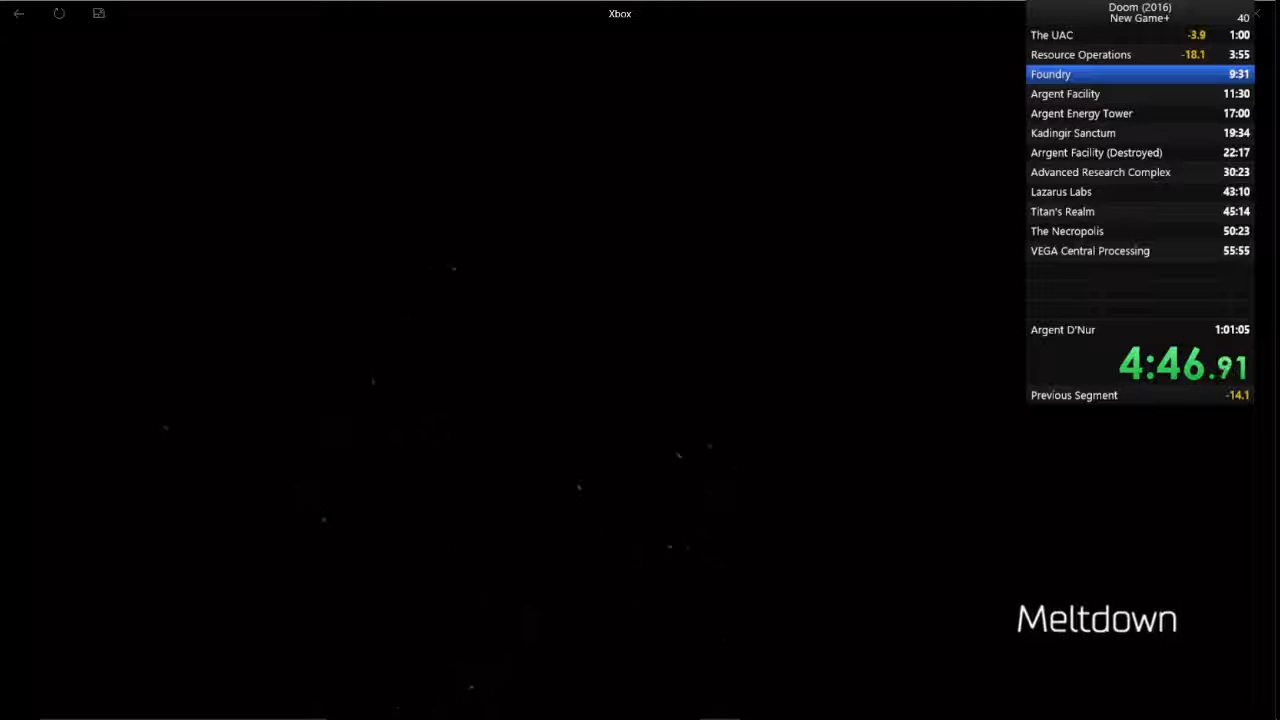 Xbox
Doom (2016)
New Game+ 40
The UAC -3.9 1:00
Resource Operations -18.1 3:55
Foundry 9:31
Argent Facility 11:30
Argent Energy Tower 17:00
Kadingir Sanctum 19:34
Arrgent Facility (Destroyed) 22:17
Advanced Research Complex 30:23
Lazarus Labs 43:10
Titan's Realm 45:14
The Necropolis 50:23
VEGA Central Processing 55:55
Argent D'Nur 1:01:05
4:46.91
Previous Segment -14.1
Meltdown